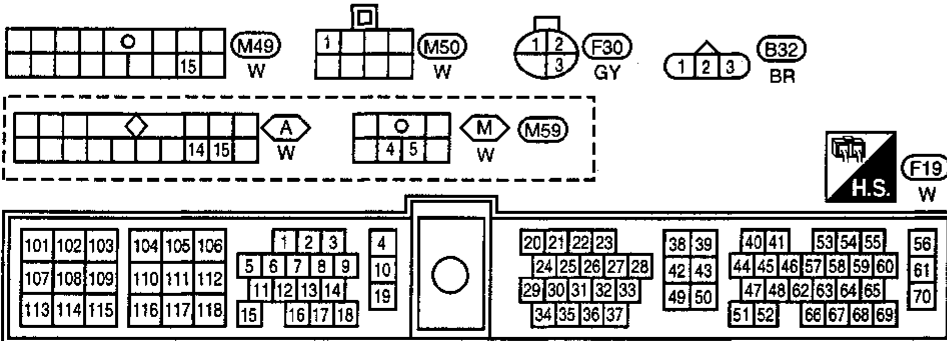 M49
W
15
1
M50
W
1 2
3
F30
GY
1 2 3
B32
BR
A
W
14 15
M
W
4 5
M59
H.S.
F19
W
101 102 103 104 105 106 1 2 3 4 20 21 22 23 38 39 40 41 53 54 55 56
107 108 109 110 111 112 5 6 7 8 9 10 24 25 26 27 28 42 43 44 45 46 57 58 59 60 61
11 12 13 14 29 30 31 32 33 47 48 62 63 64 65
113 114 115 116 117 118 15 16 17 18 19 34 35 36 37 49 50 51 52 66 67 68 69 70